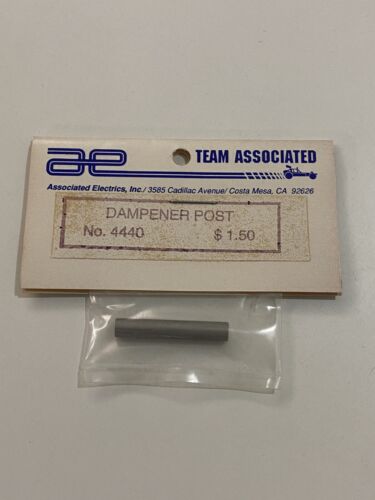 ae TEAM ASSOCIATED
Associated Electrics, Inc./ 3585 Cadillac Avenue/ Costa Mesa, CA 92626
DAMPENER POST
No. 4440 $ 1.50